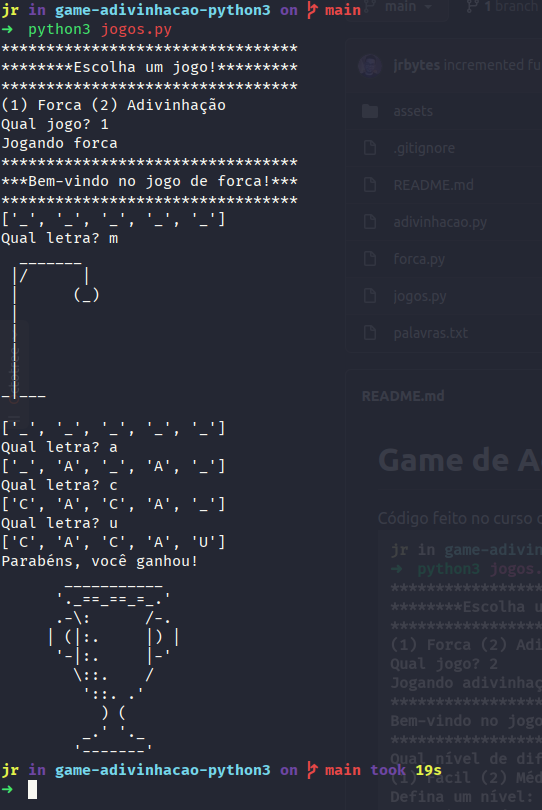 jr in game-adivinhacao-python3 on main
➜ python3 jogos.py
*********************************
********Escolha um jogo!*********
*********************************
(1) Forca (2) Adivinhação
Qual jogo? 1
Jogando forca
*********************************
***Bem-vindo no jogo de forca!***
*********************************
['_', '_', '_', '_', '_']
Qual letra? m
  _______
 |/      |
 |      (_)
 |
 |
 |
 |
_|___
['_', '_', '_', '_', '_']
Qual letra? a
['_', 'A', '_', 'A', '_']
Qual letra? c
['C', 'A', 'C', 'A', '_']
Qual letra? u
['C', 'A', 'C', 'A', 'U']
Parabéns, você ganhou!
       ___________
      '._==_==_=_.'
      .-\:      /-.
     | (|:.     |) |
      '-|:.     |-'
        \::.    /
         '::. .'
           ) (
         _.' '._
        '-------'
jr in game-adivinhacao-python3 on main took 19s
➜
main
1 branch
jrbytes incremented fu
assets
.gitignore
README.md
adivinhacao.py
forca.py
jogos.py
palavras.txt
README.md
Game de A
Código feito no curso
jr in game-adivin
➜ python3 jogos.
*****************
********Escolha u
*****************
(1) Forca (2) Adi
Qual jogo? 2
Jogando adivinhaç
*****************
Bem-vindo no jogo
*****************
Qual nível de dif
(1) Fácil (2) Méd
Defina um nível: